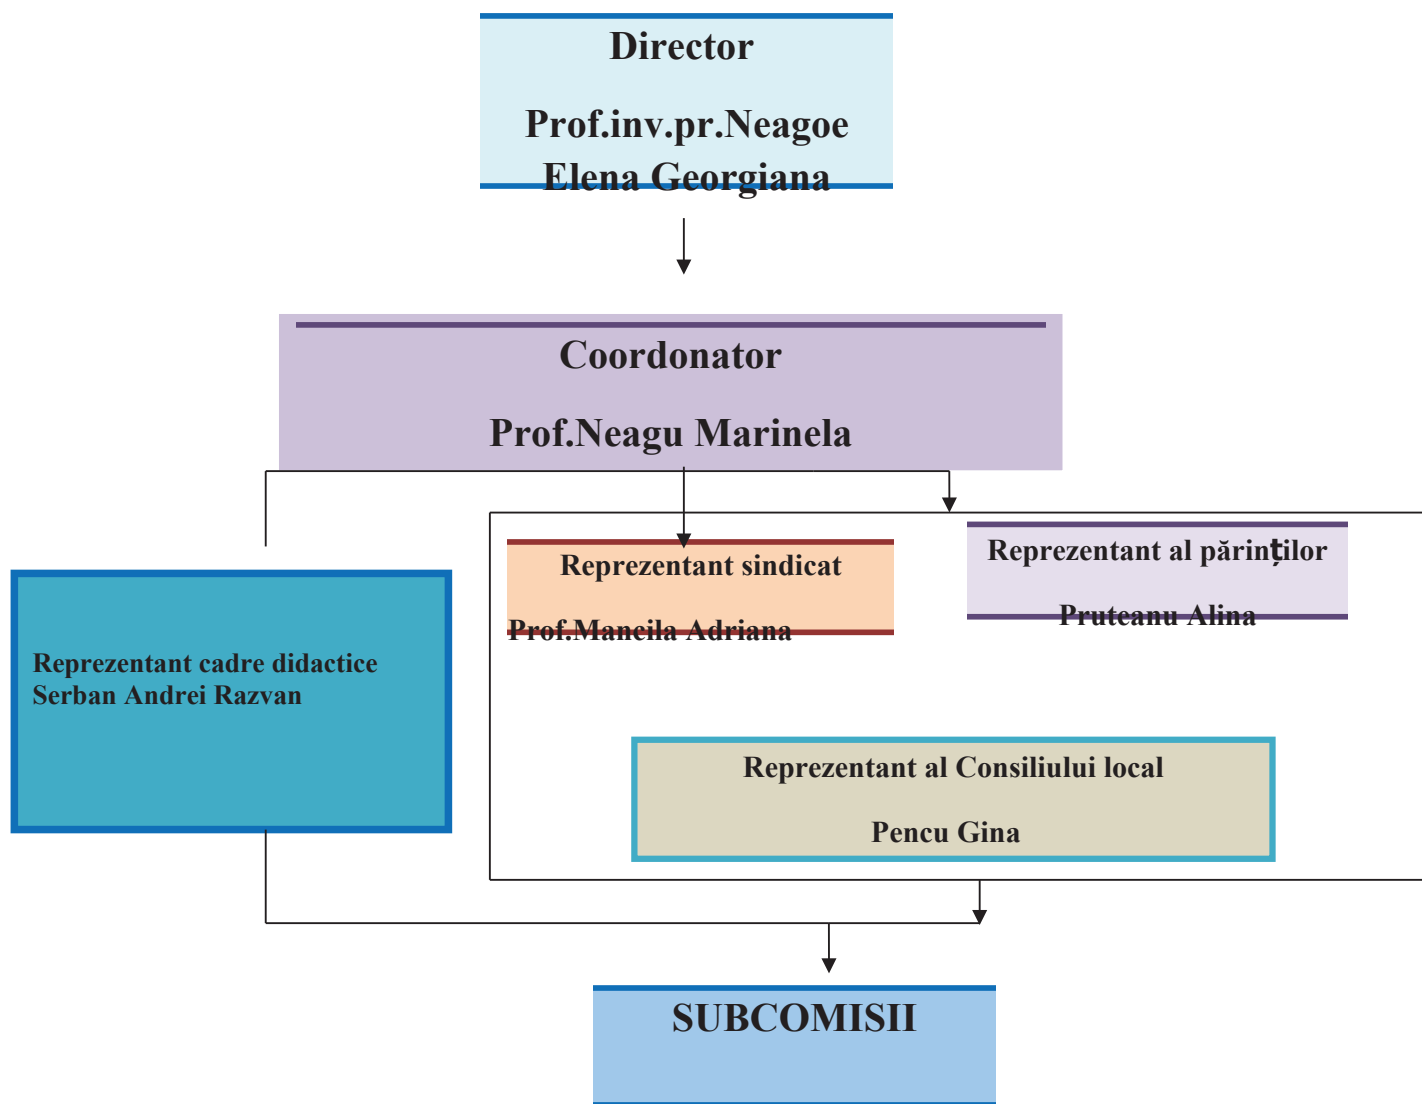 Director
Prof.inv.pr.Neagoe
Elena Georgiana
Coordonator
Prof.Neagu Marinela
Reprezentant sindicat
Prof.Mancila Adriana
Reprezentant al părinților
Pruteanu Alina
Reprezentant cadre didactice
Serban Andrei Razvan
Reprezentant al Consiliului local
Pencu Gina
SUBCOMISII